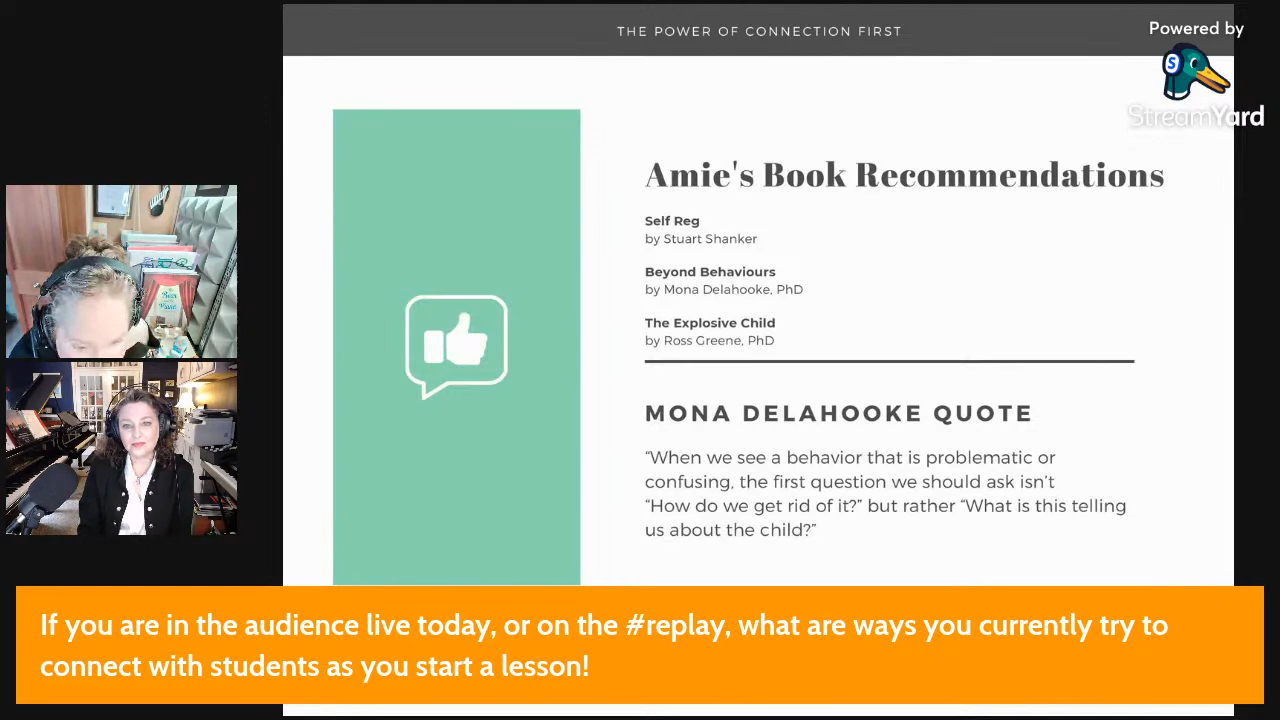 THE POWER OF CONNECTION FIRST
Powered by
S
StreamYard
Amie's Book Recommendations
Self Reg
by Stuart Shanker
Beyond Behaviours
by Mona Delahooke, PhD
The Explosive Child
by Ross Greene, PhD
MONA DELAHOOKE QUOTE
“When we see a behavior that is problematic or
confusing, the first question we should ask isn't
“How do we get rid of it?” but rather “What is this telling
us about the child?”
If you are in the audience live today, or on the #replay, what are ways you currently try to
connect with students as you start a lesson!